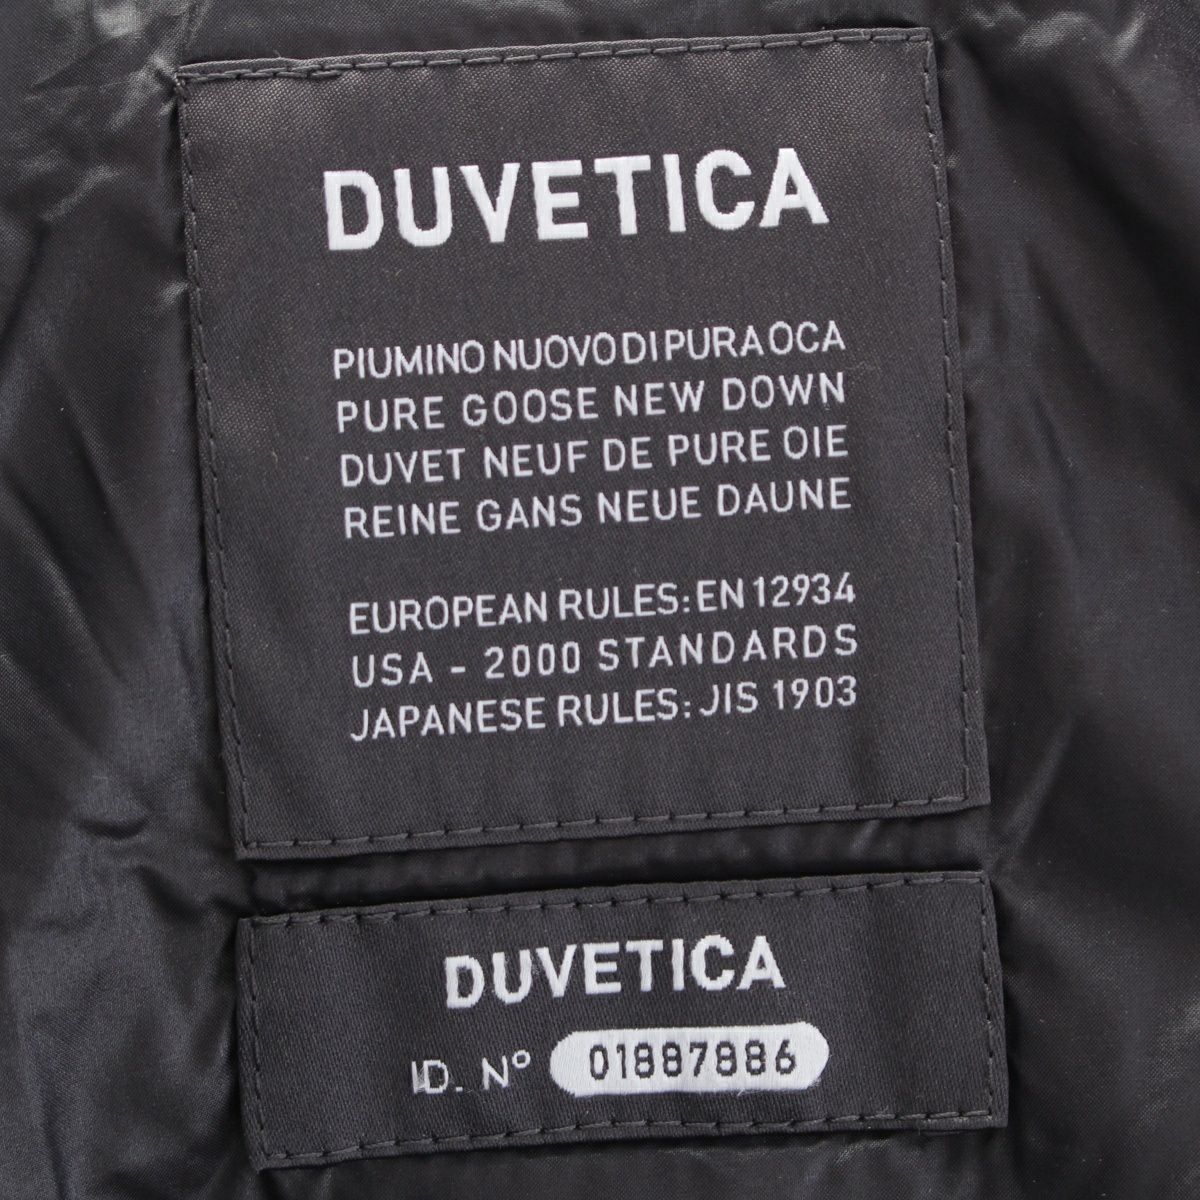 DUVETICA
PIUMINO NUOVO DI PURA OCA
PURE GOOSE NEW DOWN
DUVET NEUF DE PURE OIE
REINE GANS NEUE DAUNE
EUROPEAN RULES: EN 12934
USA - 2000 STANDARDS
JAPANESE RULES: JIS 1903
DUVETICA
ID. Nº 01887886